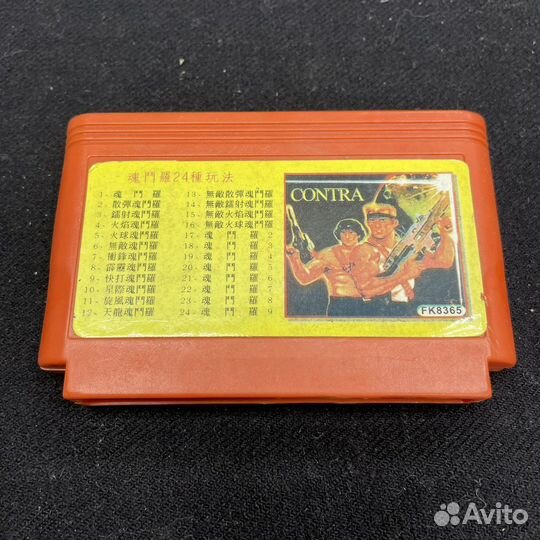 魂鬥羅24種玩法
1- 魂 鬥 羅
2- 散彈魂鬥羅
3- 鐳射魂鬥羅
4- 火焰魂鬥羅
5- 火球魂鬥羅
6- 無敵魂鬥羅
7- 衝鋒魂鬥羅
8- 霹靂魂鬥羅
9- 快打魂鬥羅
10- 星際魂鬥羅
11- 旋風魂鬥羅
12- 天龍魂鬥羅
13- 無敵散彈魂鬥羅
14- 無敵鐳射魂鬥羅
15- 無敵火焰魂鬥羅
16- 無敵火球魂鬥羅
17- 魂 鬥 羅 2
18- 魂 鬥 羅 3
19- 魂 鬥 羅 4
20- 魂 鬥 羅 5
21- 魂 鬥 羅 6
22- 魂 鬥 羅 7
23- 魂 鬥 羅 8
24- 魂 鬥 羅 9
CONTRA
FK8365
Avito